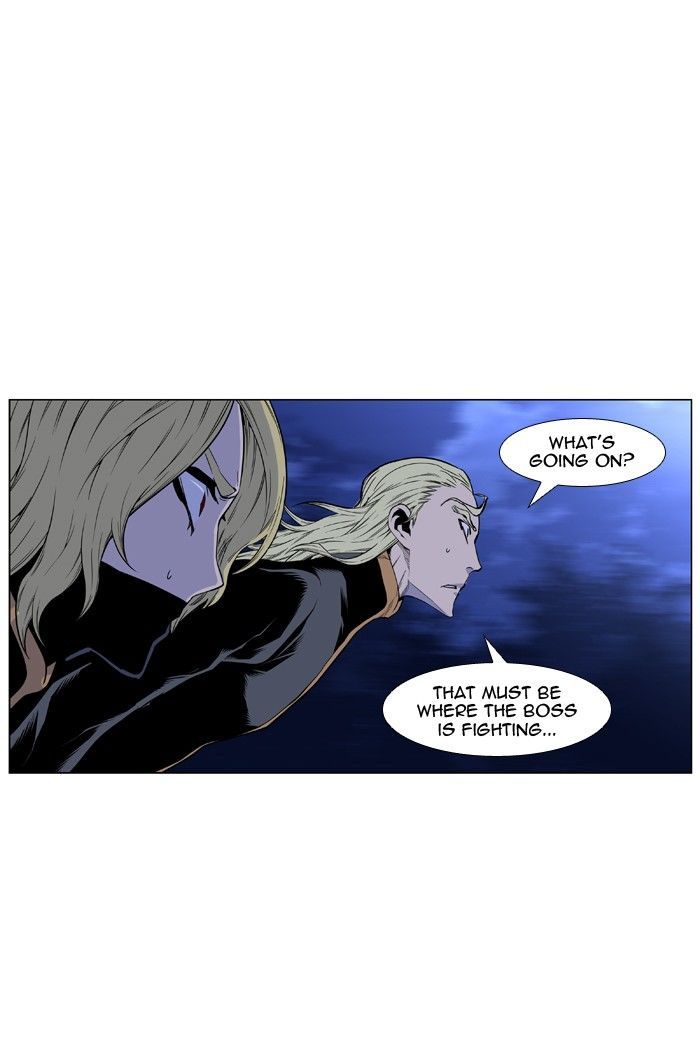 WHAT'S
GOING ON?
THAT MUST BE
WHERE THE BOSS
IS FIGHTING...